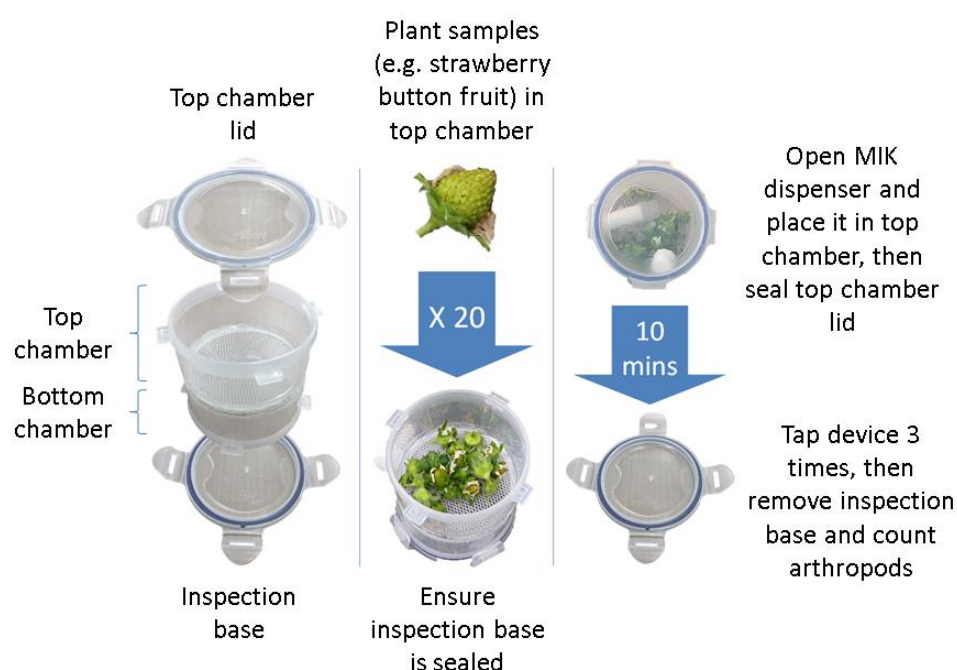 Top chamber
lid
Top
chamber
Bottom
chamber
Inspection
base
Plant samples
(e.g. strawberry
button fruit) in
top chamber
X 20
Ensure
inspection base
is sealed
Open MIK
dispenser and
place it in top
chamber, then
seal top chamber
lid
10
mins
Tap device 3
times, then
remove inspection
base and count
arthropods